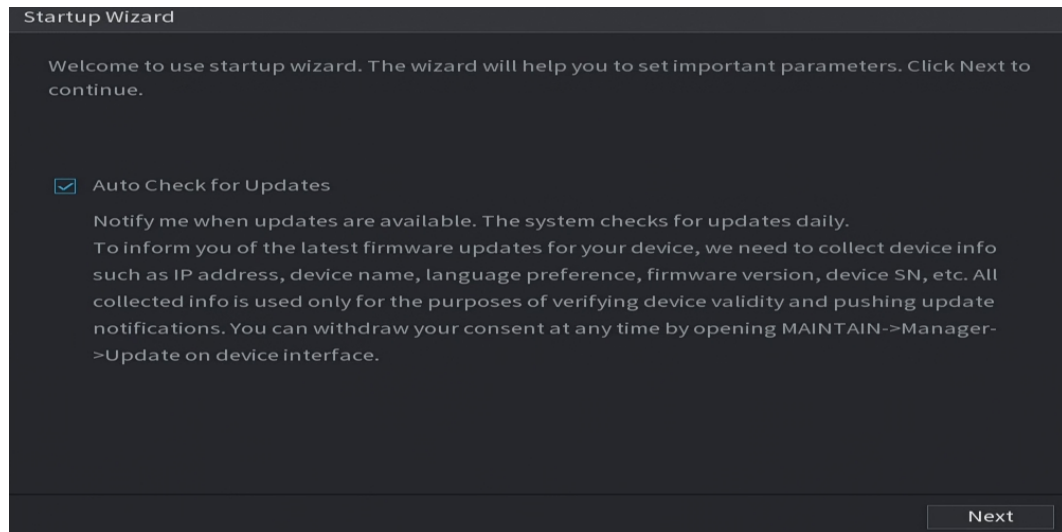 Startup Wizard
Welcome to use startup wizard. The wizard will help you to set important parameters. Click Next to
continue.
Auto Check for Updates
Notify me when updates are available. The system checks for updates daily.
To inform you of the latest firmware updates for your device, we need to collect device info
such as IP address, device name, language preference, firmware version, device SN, etc. All
collected info is used only for the purposes of verifying device validity and pushing update
notifications. You can withdraw your consent at any time by opening MAINTAIN->Manager-
>Update on device interface.
Next